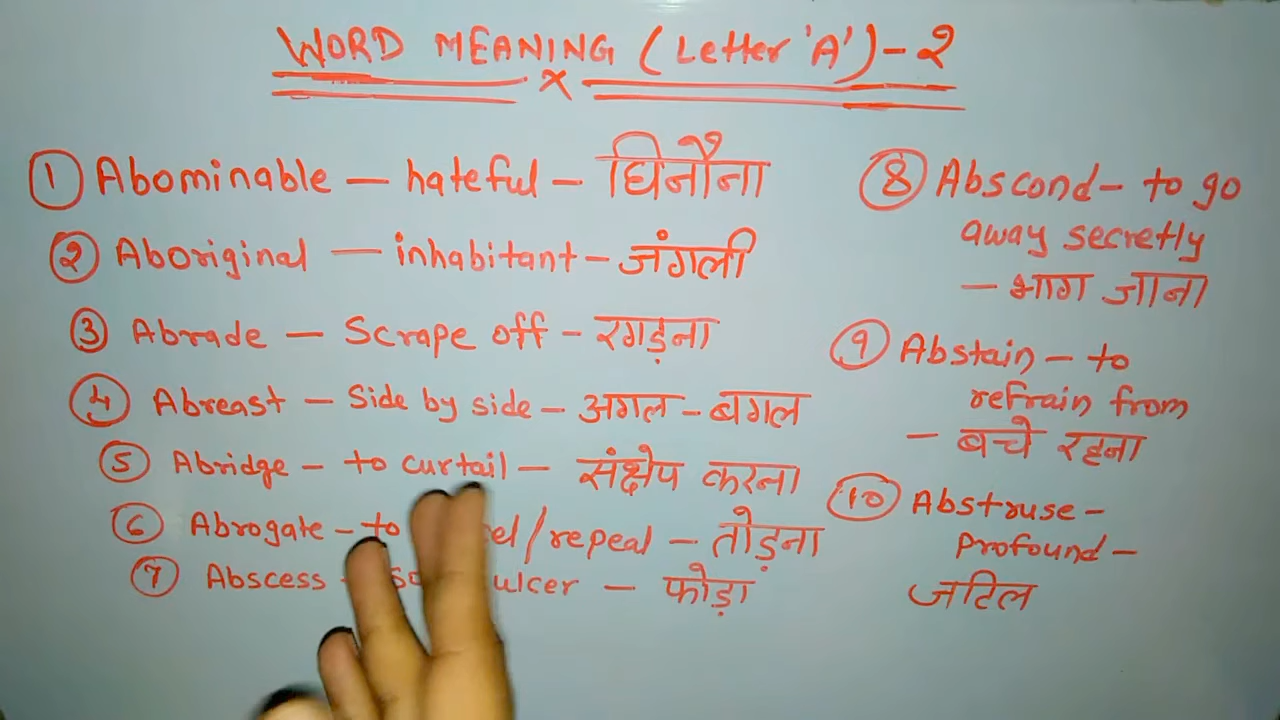 WORD MEANING (Letter 'A') - 2
x
1 Abominable - hateful - घिनौना
2 Aboriginal - inhabitant - जंगली
3 Abrade - Scrape off - रगड़ना
4 Abreast - Side by side - अगल - बगल
5 Abridge - to curtail - संक्षेप करना
6 Abrogate - to el/repeal - तोड़ना
7 Abscess - ulcer - फोड़ा
8 Abscond - to go
away secretly
- भाग जाना
9 Abstain - to
refrain from
- बचे रहना
10 Abstruse -
Profound -
जटिल